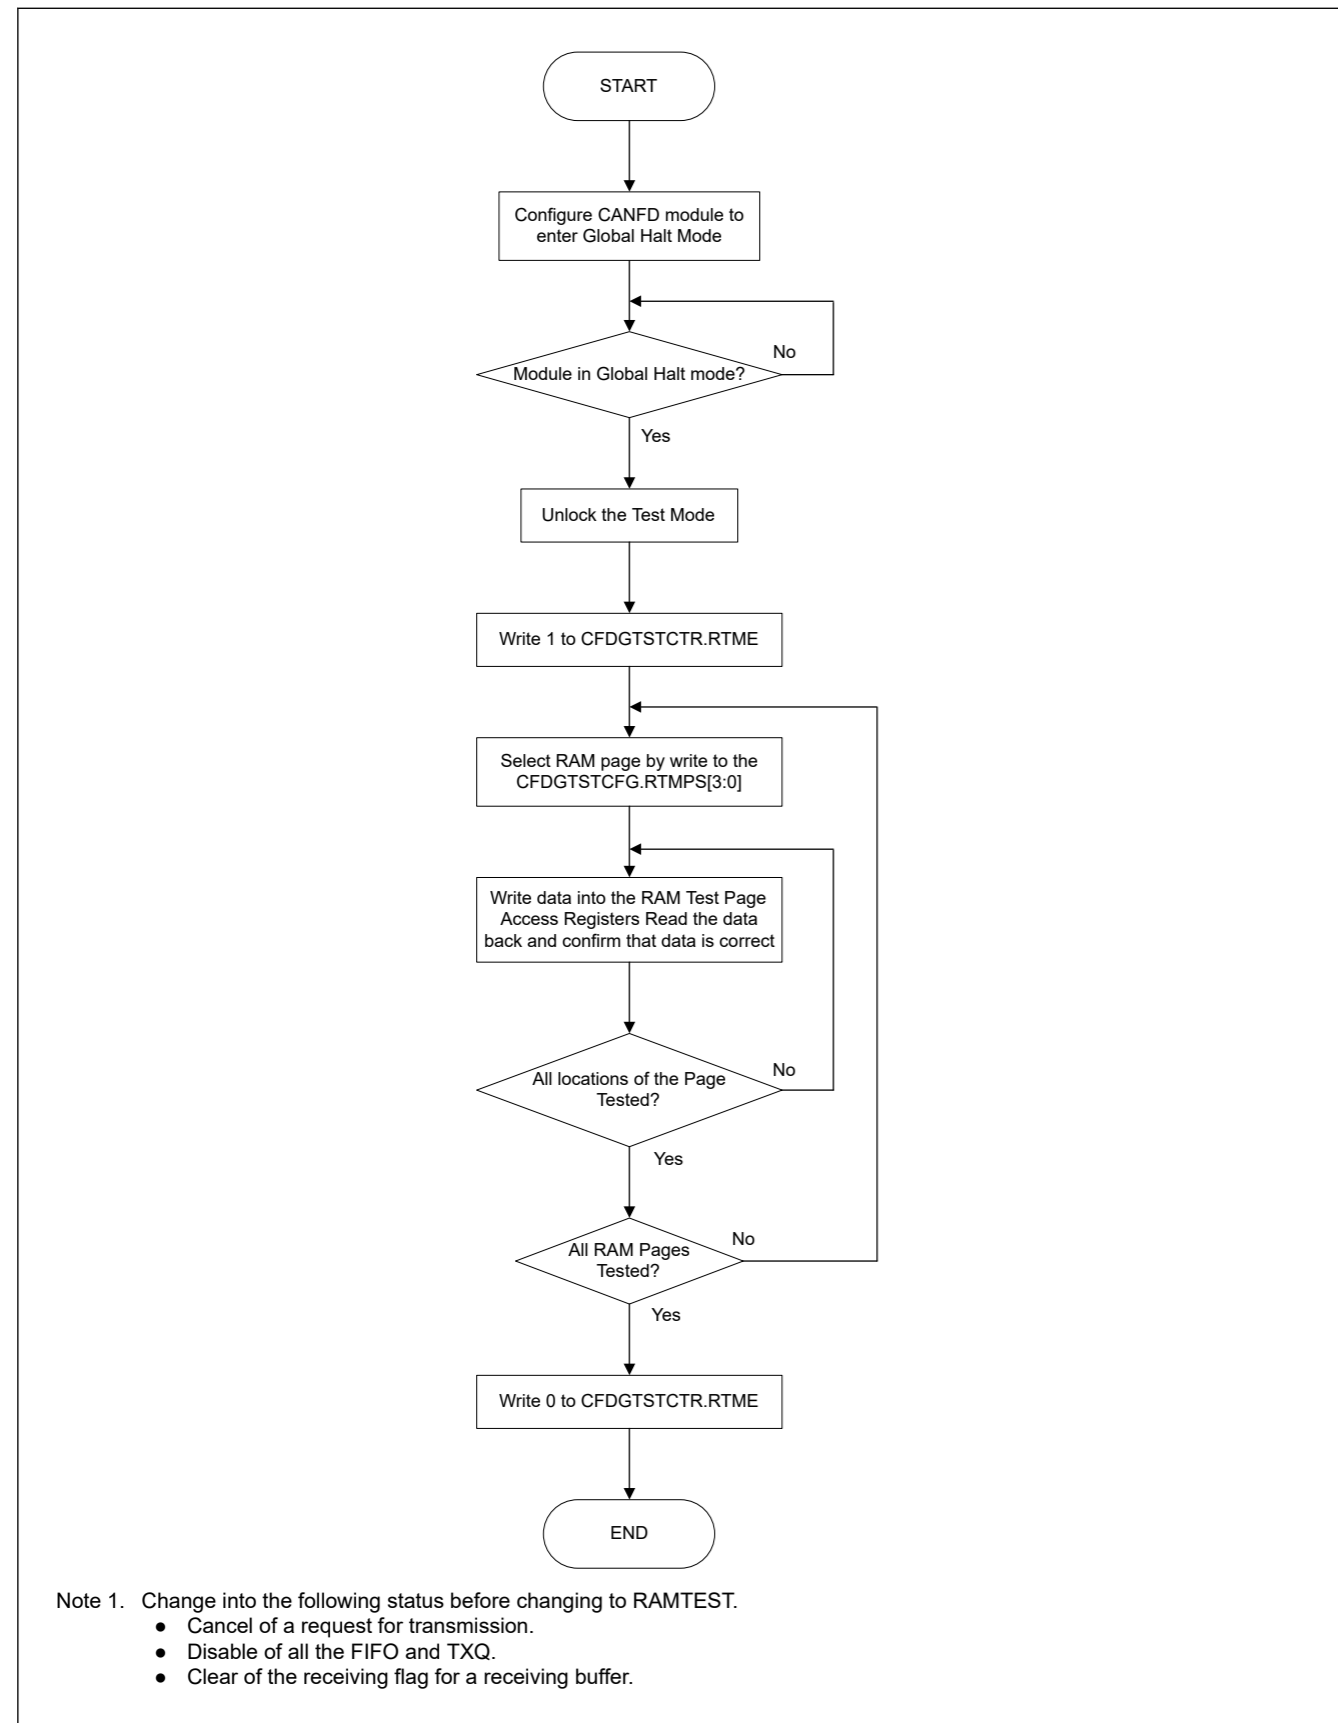 START
Configure CANFD module to
enter Global Halt Mode
No
Module in Global Halt mode?
Yes
Unlock the Test Mode
Write 1 to CFDGTSTCTR.RTME
Select RAM page by write to the
CFDGTSTCFG.RTMPS[3:0]
Write data into the RAM Test Page
Access Registers Read the data
back and confirm that data is correct
No
All locations of the Page
Tested?
Yes
No
All RAM Pages
Tested?
Yes
Write 0 to CFDGTSTCTR.RTME
END
Note 1. Change into the following status before changing to RAMTEST.
● Cancel of a request for transmission.
● Disable of all the FIFO and TXQ.
● Clear of the receiving flag for a receiving buffer.